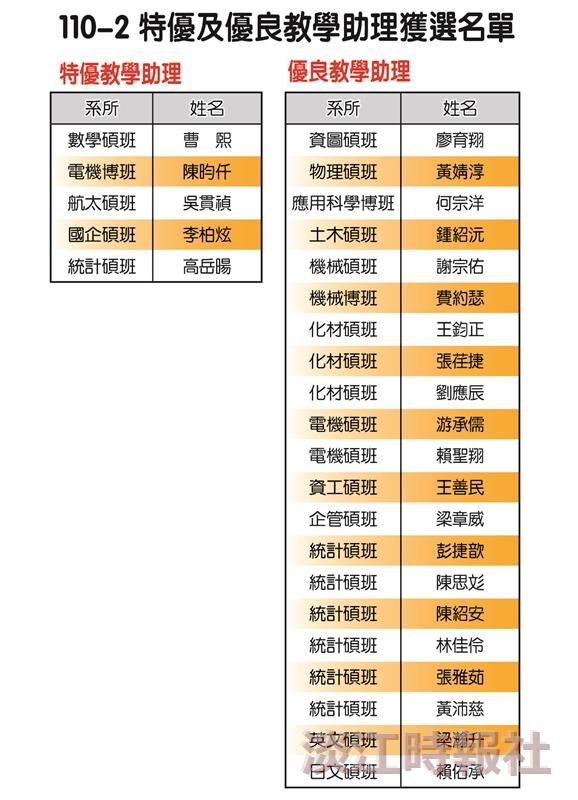 110-2 特優及優良教學助理獲選名單
特優教學助理
系所 姓名
數學碩班 曹 熙
電機博班 陳昀仟
航太碩班 吳貫禎
國企碩班 李柏炫
統計碩班 高岳暘
優良教學助理
系所 姓名
資圖碩班 廖育翔
物理碩班 黃婧淳
應用科學博班 何宗洋
土木碩班 鍾紹沅
機械碩班 謝宗佑
機械博班 費約瑟
化材碩班 王鈞正
化材碩班 張荏捷
化材碩班 劉應辰
電機碩班 游承儒
電機碩班 賴聖翔
資工碩班 王善民
企管碩班 梁章威
統計碩班 彭捷歆
統計碩班 陳思彣
統計碩班 陳紹安
統計碩班 林佳伶
統計碩班 張雅茹
統計碩班 黃沛慈
英文碩班 梁瀚升
日文碩班 賴佑承
淡江時報社